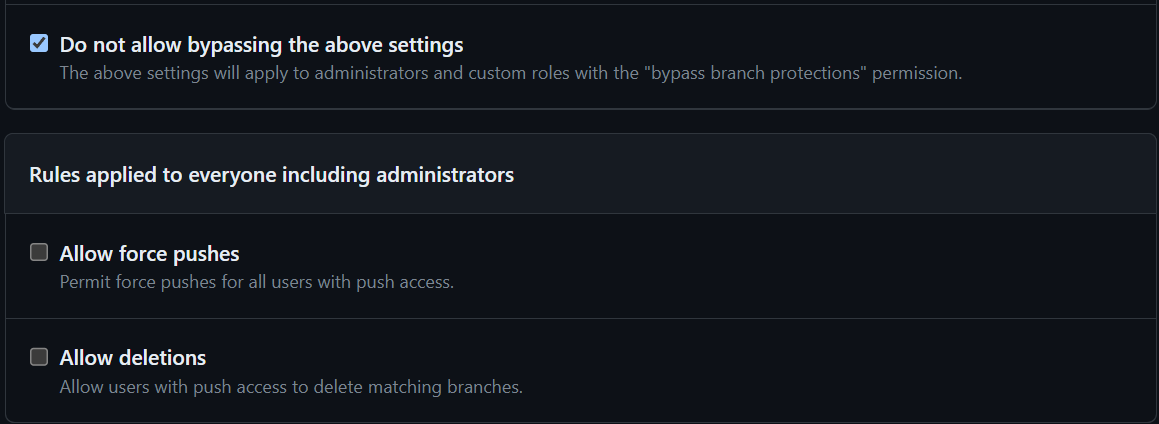 Do not allow bypassing the above settings
The above settings will apply to administrators and custom roles with the "bypass branch protections" permission.
Rules applied to everyone including administrators
Allow force pushes
Permit force pushes for all users with push access.
Allow deletions
Allow users with push access to delete matching branches.